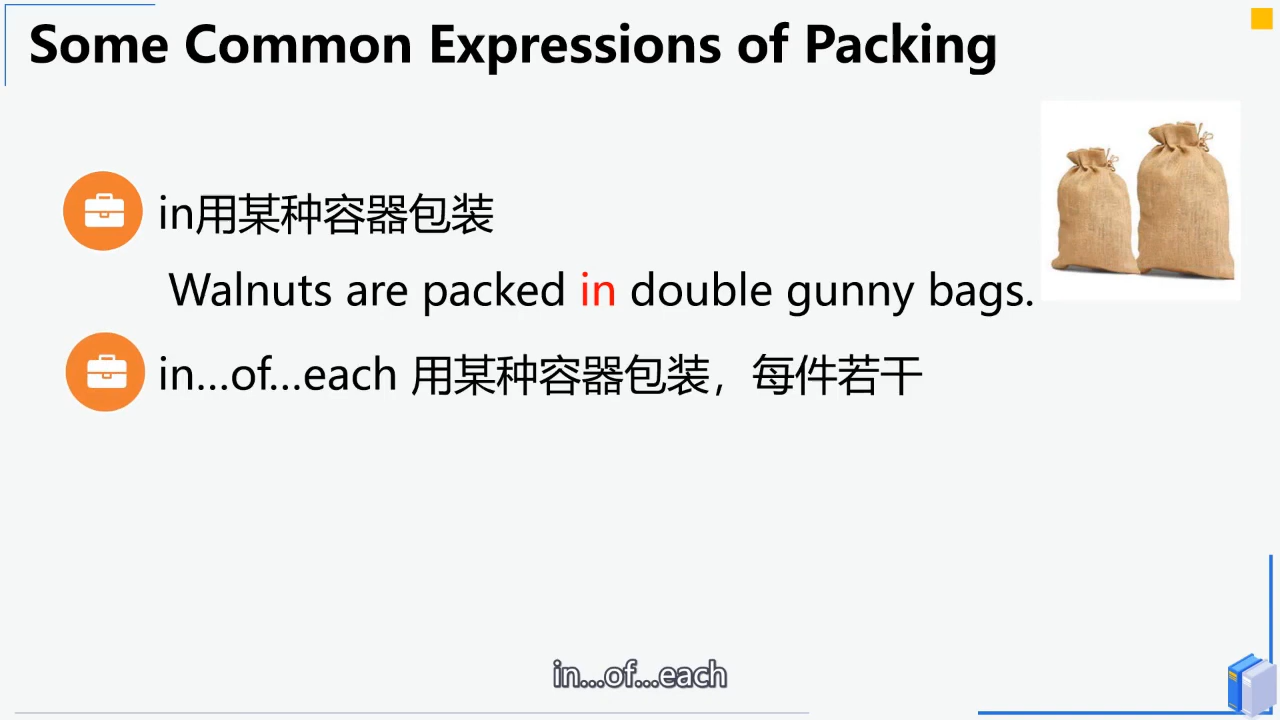 Some Common Expressions of Packing
in用某种容器包装
Walnuts are packed in double gunny bags.
in...of...each 用某种容器包装，每件若干
in...of...each